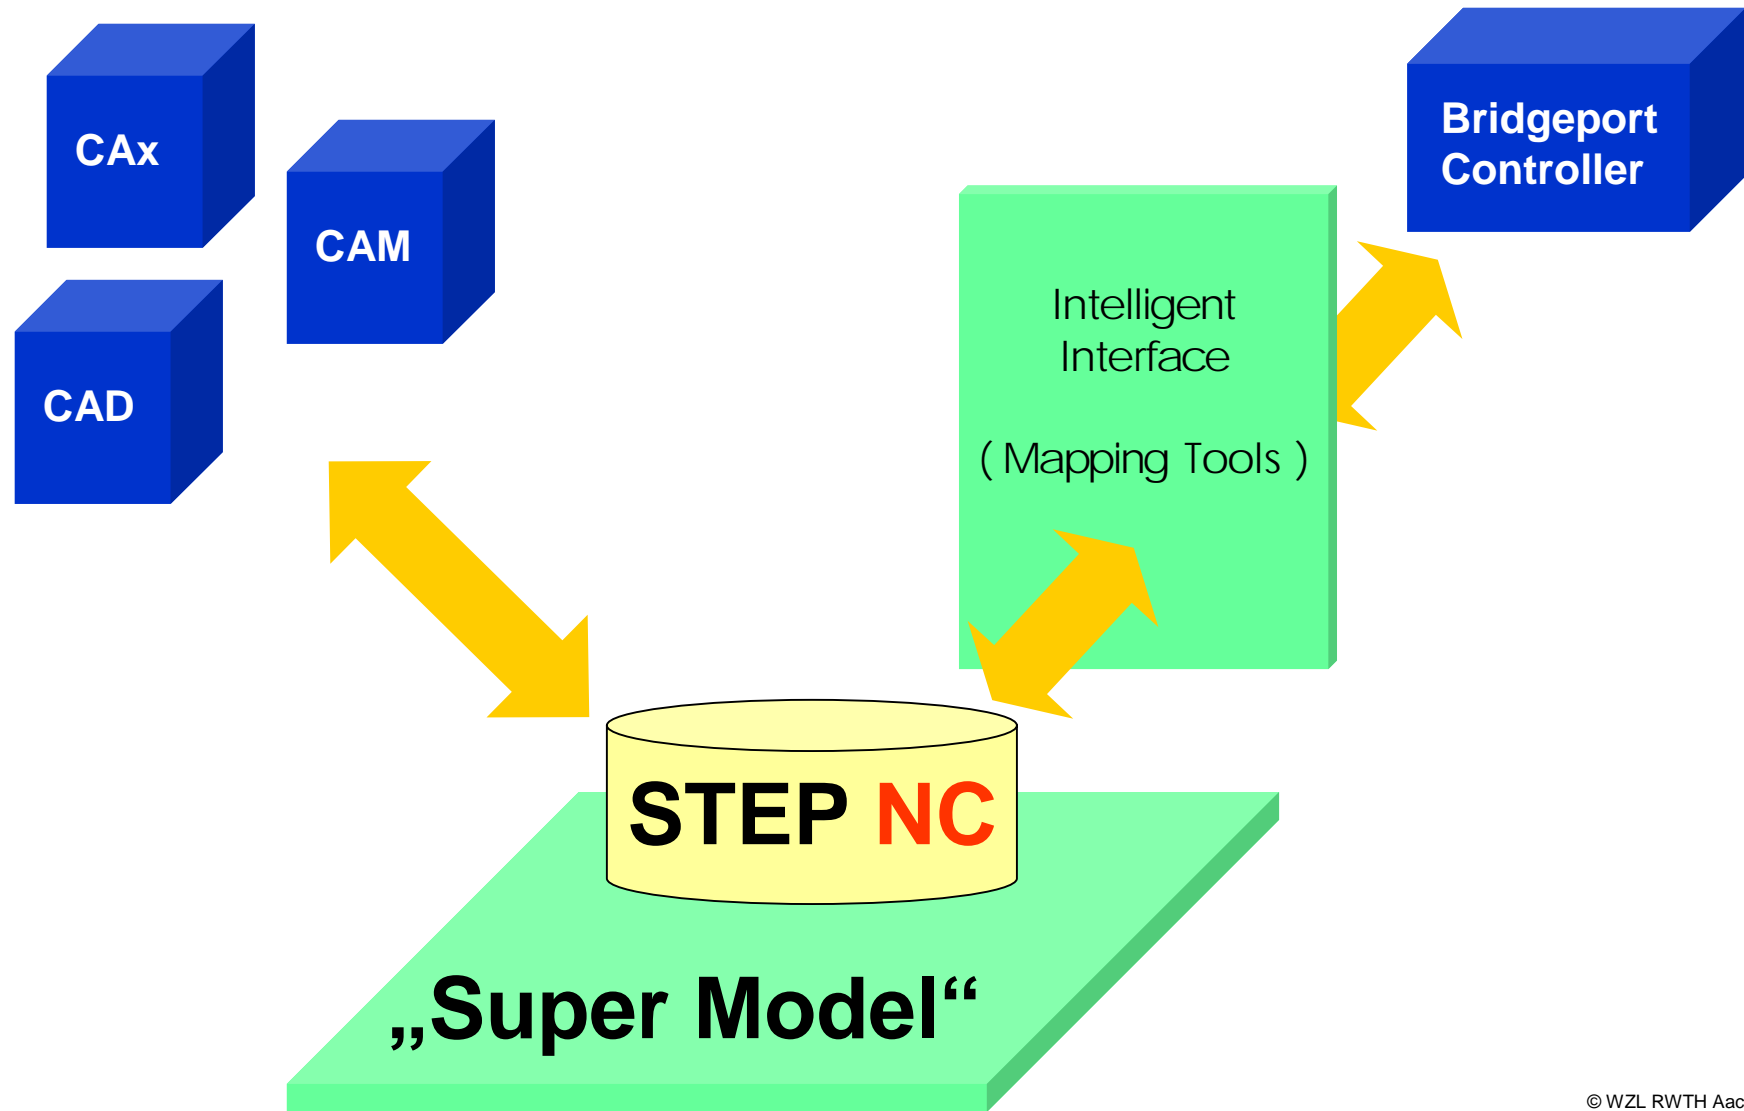 CAx
CAM
CAD
Bridgeport
Controller
Intelligent
Interface
( Mapping Tools )
STEP NC
„Super Model“
© WZL RWTH Aac